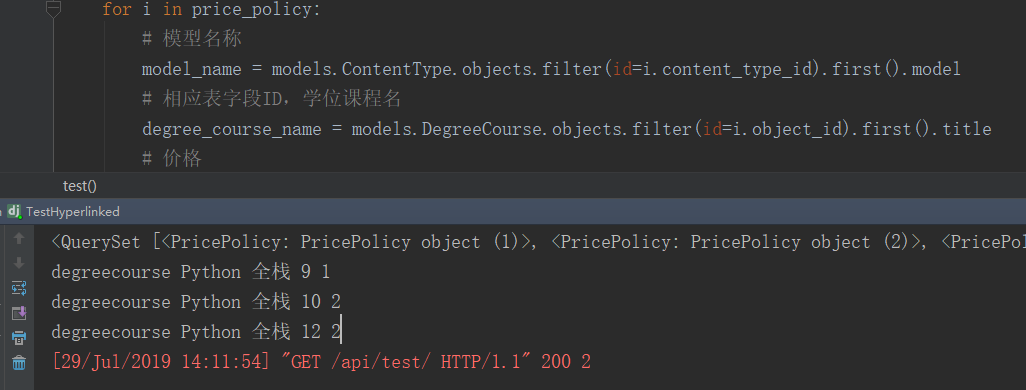 for i in price_policy:
# 模型名称
model_name = models.ContentType.objects.filter(id=i.content_type_id).first().model
# 相应表字段ID，学位课程名
degree_course_name = models.DegreeCourse.objects.filter(id=i.object_id).first().title
# 价格
test()
dj TestHyperlinked
<QuerySet [<PricePolicy: PricePolicy object (1)>, <PricePolicy: PricePolicy object (2)>, <PricePol
degreecourse Python 全栈 9 1
degreecourse Python 全栈 10 2
degreecourse Python 全栈 12 2
[29/Jul/2019 14:11:54] "GET /api/test/ HTTP/1.1" 200 2